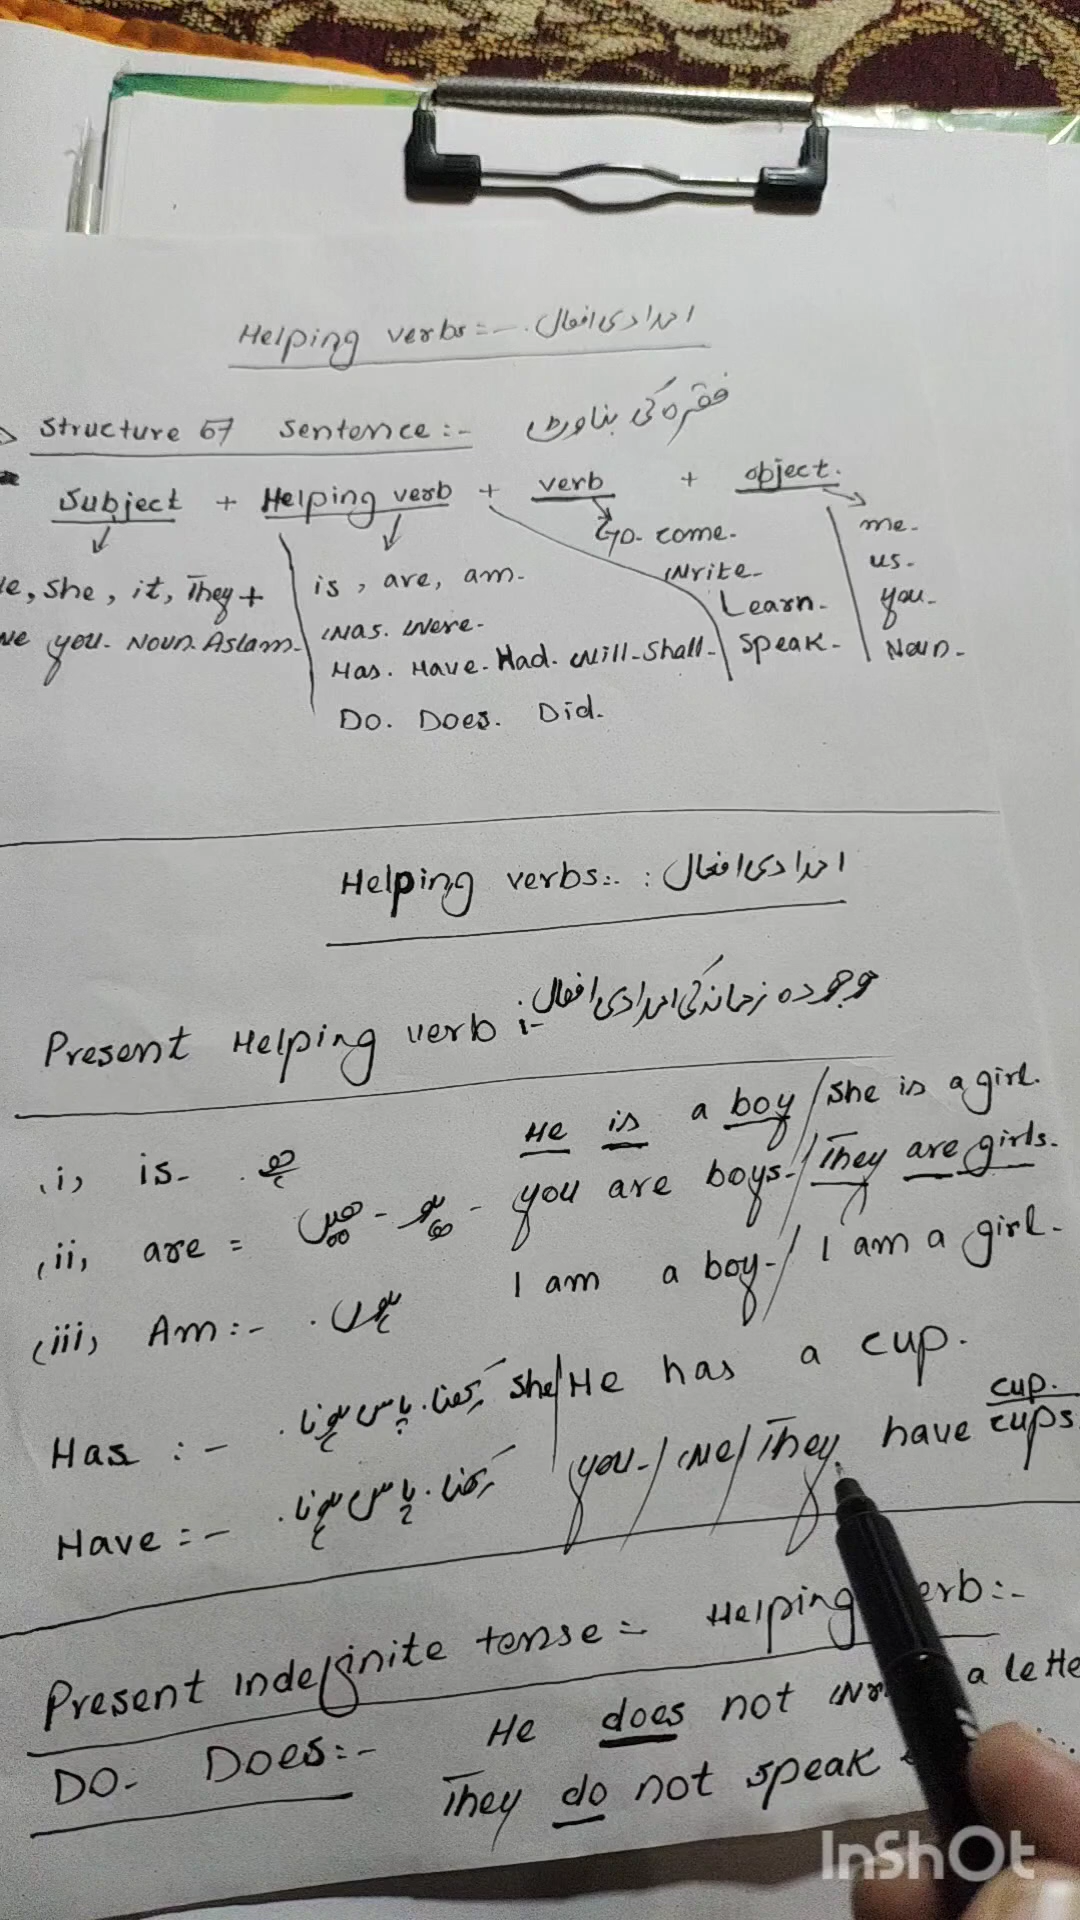 Helping verbs:- امدادی افعال
Structure of Sentence:- فقرہ کی بناوٹ
Subject + Helping verb + verb + object.
Go. come. me.
is, are, am. Write. us.
she, it, They + Learn. you.
you. Noun. Aslam. Was. Were. Speak. Noun.
Has. Have. Had. Will. Shall.
Do. Does. Did.
Helping verbs:- امدادی افعال
Present Helping verb:- موجودہ زمانہ کی امدادی افعال
(i) is. ہے He is a boy / She is a girl.
(ii) are = ہیں - ہو - you are boys. / They are girls.
(iii) Am:- ہوں. I am a boy. / I am a girl.
Has:- رکھنا. پاس ہونا. She/He has a cup.
Have:- رکھنا. پاس ہونا. you / We / They have cup. cups
Present indefinite tense = Helping
Do. Does:- He does not a
They do not speak
InShOt